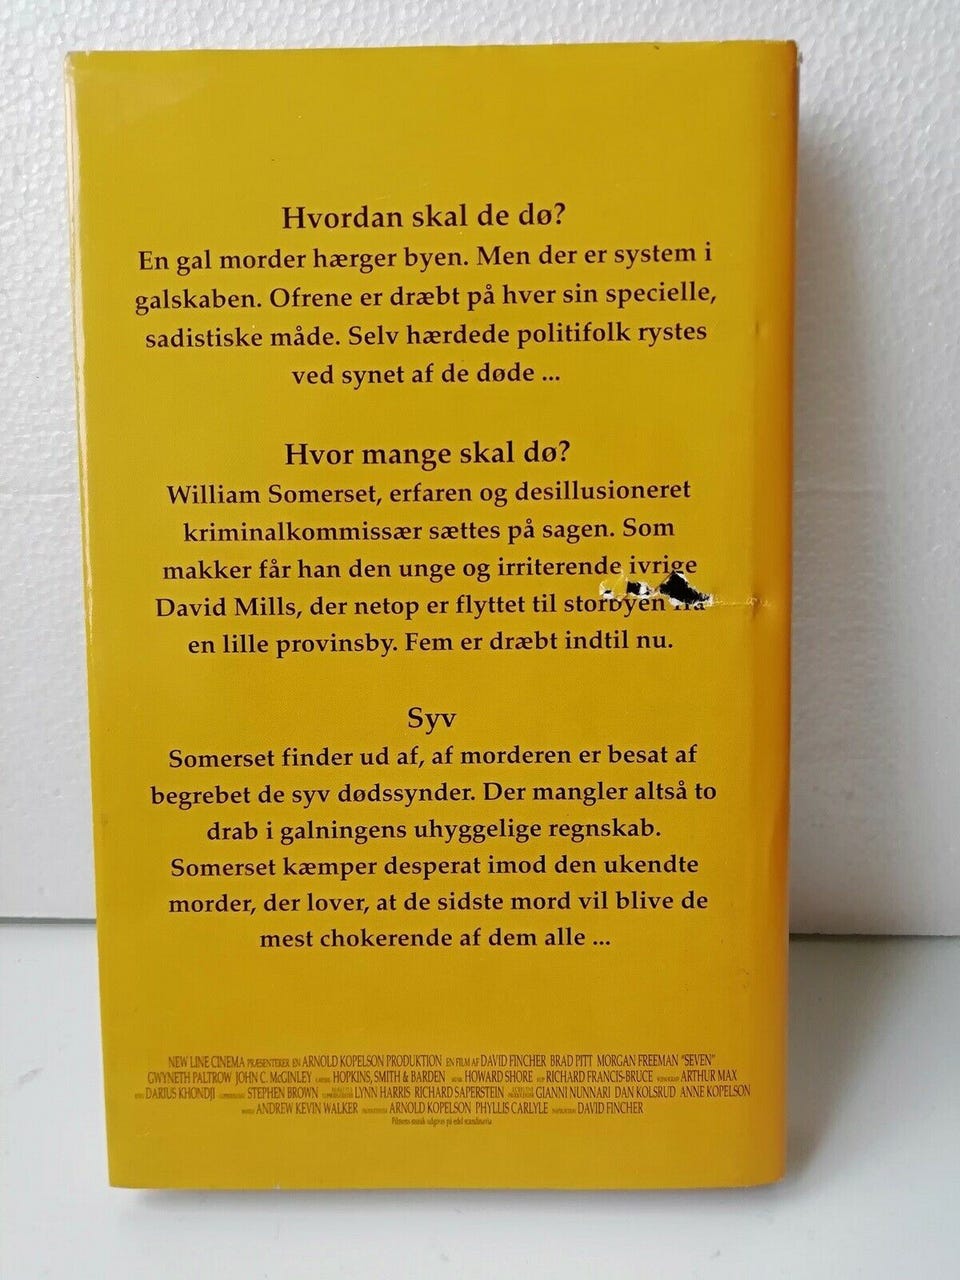 Hvordan skal de dø?
En gal morder hærger byen. Men der er system i
galskaben. Ofrene er dræbt på hver sin specielle,
sadistiske måde. Selv hærdede politifolk rystes
ved synet af de døde ...
Hvor mange skal dø?
William Somerset, erfaren og desillusioneret
kriminalkommissær sættes på sagen. Som
makker får han den unge og irriterende ivrige
David Mills, der netop er flyttet til storbyen fra
en lille provinsby. Fem er dræbt indtil nu.
Syv
Somerset finder ud af, af morderen er besat af
begrebet de syv dødssynder. Der mangler altså to
drab i galningens uhyggelige regnskab.
Somerset kæmper desperat imod den ukendte
morder, der lover, at de sidste mord vil blive de
mest chokerende af dem alle ...
NEW LINE CINEMA PRÆSENTERER EN ARNOLD KOPELSON PRODUKTION EN FILM AF DAVID FINCHER BRAD PITT MORGAN FREEMAN "SEVEN"
GWYNETH PALTROW JOHN C. McGINLEY HOPKINS, SMITH & BARDEN HOWARD SHORE RICHARD FRANCIS-BRUCE ARTHUR MAX
DARIUS KHONDJI STEPHEN BROWN LYNN HARRIS RICHARD SAPERSTEIN GIANNI NUNNARI DAN KOLSRUD ANNE KOPELSON
ANDREW KEVIN WALKER ARNOLD KOPELSON PHYLLIS CARLYLE DAVID FINCHER
Filmens musik udgives på edel scandinavia